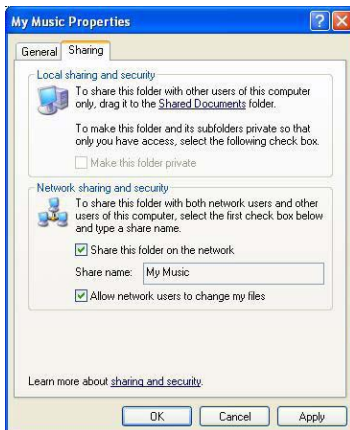 My Music Properties
General Sharing
Local sharing and security
To share this folder with other users of this computer
only, drag it to the Shared Documents folder.
To make this folder and its subfolders private so that
only you have access, select the following check box.
Make this folder private
Network sharing and security
To share this folder with both network users and other
users of this computer, select the first check box below
and type a share name.
Share this folder on the network
Share name: My Music
Allow network users to change my files
Learn more about sharing and security.
OK Cancel Apply